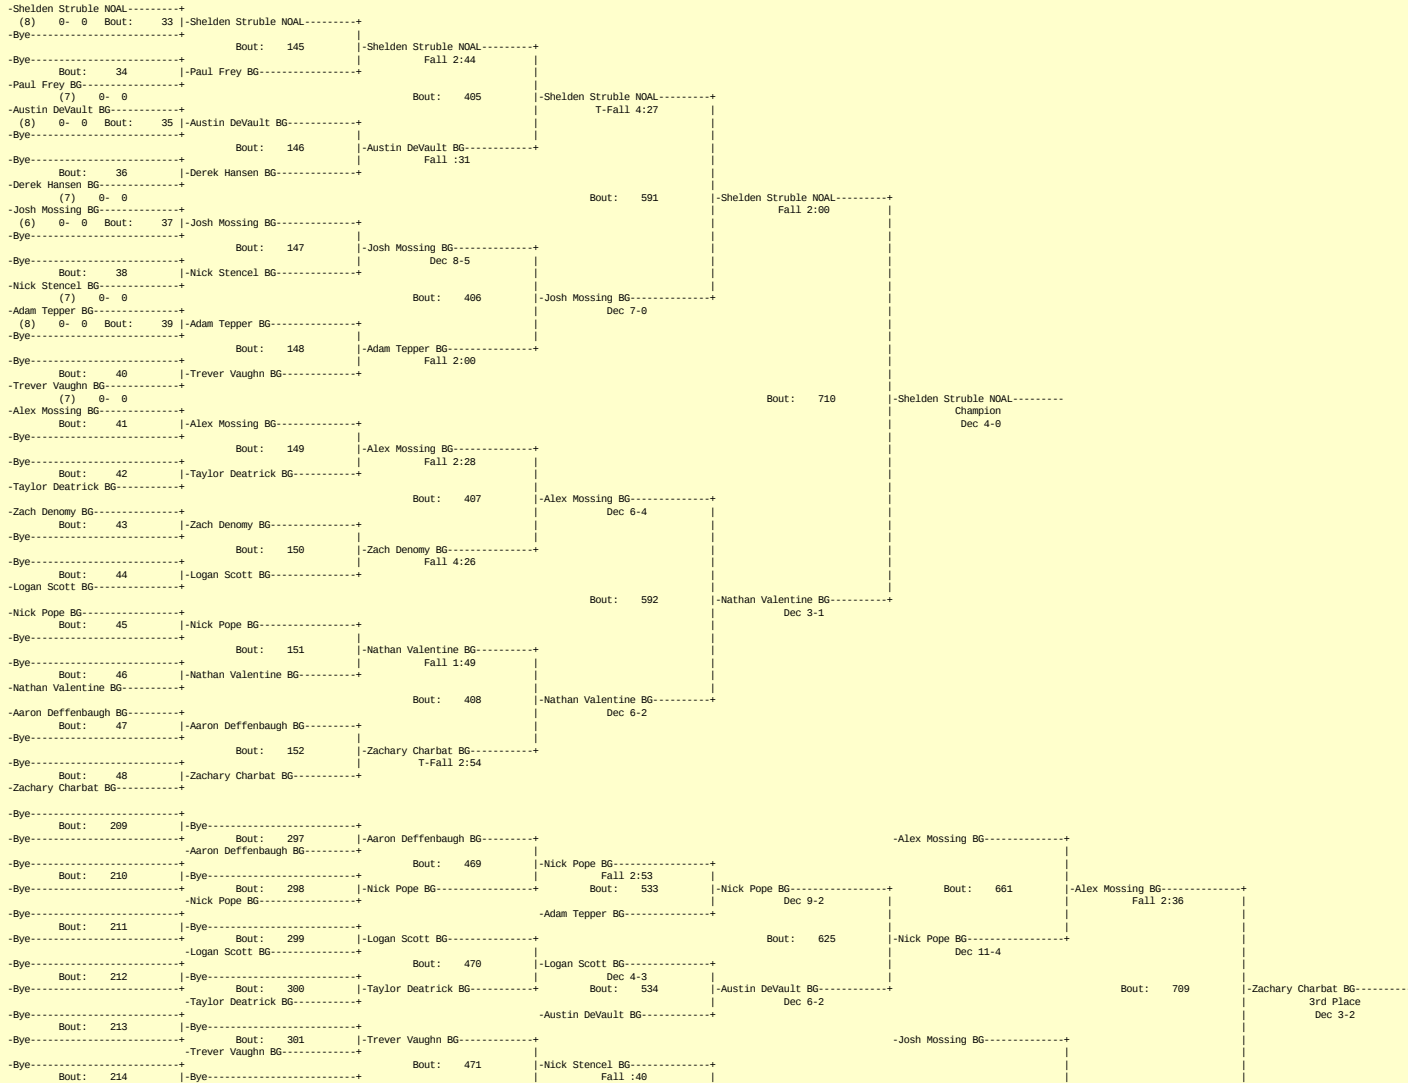 -Shelden Struble NOAL---------+
(8) 0- 0 Bout: 33 |-Shelden Struble NOAL---------+
-Bye--------------------------+ |
Bout: 145 |-Shelden Struble NOAL---------+
-Bye--------------------------+ | Fall 2:44 |
Bout: 34 |-Paul Frey BG-----------------+ |
-Paul Frey BG-----------------+ |
(7) 0- 0 Bout: 405 |-Shelden Struble NOAL---------+
-Austin DeVault BG------------+ | T-Fall 4:27 |
(8) 0- 0 Bout: 35 |-Austin DeVault BG------------+ | |
-Bye--------------------------+ | | |
Bout: 146 |-Austin DeVault BG------------+ |
-Bye--------------------------+ | Fall :31 |
Bout: 36 |-Derek Hansen BG--------------+ |
-Derek Hansen BG--------------+ |
(7) 0- 0 Bout: 591 |-Shelden Struble NOAL---------+
-Josh Mossing BG--------------+ | Fall 2:00 |
(6) 0- 0 Bout: 37 |-Josh Mossing BG--------------+ | |
-Bye--------------------------+ | | |
Bout: 147 |-Josh Mossing BG--------------+ | |
-Bye--------------------------+ | Dec 8-5 | | |
Bout: 38 |-Nick Stencel BG--------------+ | | |
-Nick Stencel BG--------------+ | | |
(7) 0- 0 Bout: 406 |-Josh Mossing BG--------------+ |
-Adam Tepper BG---------------+ | Dec 7-0 |
(8) 0- 0 Bout: 39 |-Adam Tepper BG---------------+ | |
-Bye--------------------------+ | | |
Bout: 148 |-Adam Tepper BG---------------+ |
-Bye--------------------------+ | Fall 2:00 |
Bout: 40 |-Trever Vaughn BG-------------+ |
-Trever Vaughn BG-------------+ |
(7) 0- 0 Bout: 710 |-Shelden Struble NOAL---------
-Alex Mossing BG--------------+ | Champion
Bout: 41 |-Alex Mossing BG--------------+ | Dec 4-0
-Bye--------------------------+ | |
Bout: 149 |-Alex Mossing BG--------------+ |
-Bye--------------------------+ | Fall 2:28 | |
Bout: 42 |-Taylor Deatrick BG-----------+ | |
-Taylor Deatrick BG-----------+ | |
Bout: 407 |-Alex Mossing BG--------------+ |
-Zach Denomy BG---------------+ | Dec 6-4 | |
Bout: 43 |-Zach Denomy BG---------------+ | | |
-Bye--------------------------+ | | | |
Bout: 150 |-Zach Denomy BG---------------+ | |
-Bye--------------------------+ | Fall 4:26 | |
Bout: 44 |-Logan Scott BG---------------+ | |
-Logan Scott BG---------------+ | |
Bout: 592 |-Nathan Valentine BG----------+
-Nick Pope BG-----------------+ | Dec 3-1
Bout: 45 |-Nick Pope BG-----------------+ |
-Bye--------------------------+ | |
Bout: 151 |-Nathan Valentine BG----------+ |
-Bye--------------------------+ | Fall 1:49 | |
Bout: 46 |-Nathan Valentine BG----------+ | |
-Nathan Valentine BG----------+ | |
Bout: 408 |-Nathan Valentine BG----------+
-Aaron Deffenbaugh BG---------+ | Dec 6-2
Bout: 47 |-Aaron Deffenbaugh BG---------+ |
-Bye--------------------------+ | |
Bout: 152 |-Zachary Charbat BG-----------+
-Bye--------------------------+ | T-Fall 2:54
Bout: 48 |-Zachary Charbat BG-----------+
-Zachary Charbat BG-----------+
-Bye--------------------------+
Bout: 209 |-Bye--------------------------+
-Bye--------------------------+ Bout: 297 |-Aaron Deffenbaugh BG---------+ -Alex Mossing BG--------------+
-Aaron Deffenbaugh BG---------+ | |
-Bye--------------------------+ Bout: 469 |-Nick Pope BG-----------------+ |
Bout: 210 |-Bye--------------------------+ | Fall 2:53 | |
-Bye--------------------------+ Bout: 298 |-Nick Pope BG-----------------+ Bout: 533 |-Nick Pope BG-----------------+ Bout: 661 |-Alex Mossing BG--------------+
-Nick Pope BG-----------------+ | Dec 9-2 | | Fall 2:36 |
-Bye--------------------------+ -Adam Tepper BG---------------+ | | |
Bout: 211 |-Bye--------------------------+ | | |
-Bye--------------------------+ Bout: 299 |-Logan Scott BG---------------+ Bout: 625 |-Nick Pope BG-----------------+ |
-Logan Scott BG---------------+ | | Dec 11-4 |
-Bye--------------------------+ Bout: 470 |-Logan Scott BG---------------+ | |
Bout: 212 |-Bye--------------------------+ | Dec 4-3 | | |
-Bye--------------------------+ Bout: 300 |-Taylor Deatrick BG-----------+ Bout: 534 |-Austin DeVault BG------------+ Bout: 709 |-Zachary Charbat BG---------
-Taylor Deatrick BG-----------+ | Dec 6-2 | 3rd Place
-Bye--------------------------+ -Austin DeVault BG------------+ | Dec 3-2
Bout: 213 |-Bye--------------------------+ |
-Bye--------------------------+ Bout: 301 |-Trever Vaughn BG-------------+ -Josh Mossing BG--------------+ |
-Trever Vaughn BG-------------+ | | |
-Bye--------------------------+ Bout: 471 |-Nick Stencel BG--------------+ | |
Bout: 214 |-Bye--------------------------+ | Fall :40 | | |